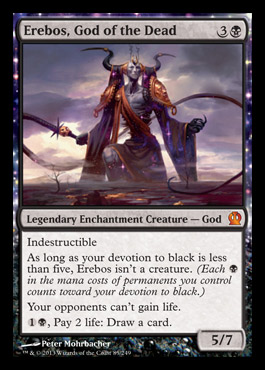 Erebos, God of the Dead 3
Legendary Enchantment Creature — God
Indestructible
As long as your devotion to black is less
than five, Erebos isn't a creature. (Each
in the mana costs of permanents you control
counts toward your devotion to black.)
Your opponents can't gain life.
1, Pay 2 life: Draw a card.
5/7
Peter Mohrbacher
™ & © 2013 Wizards of the Coast 85/249